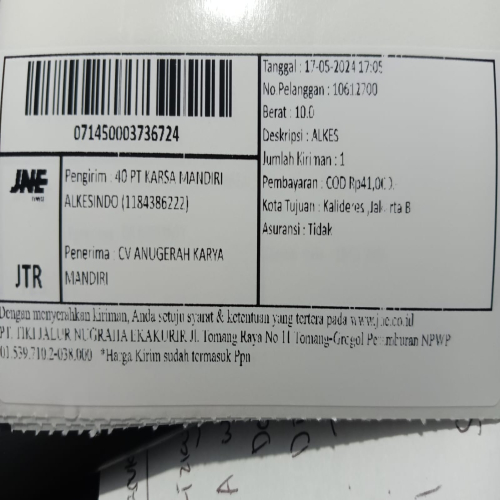 071450003736724
JNE
JTR
Pengirim : 40 PT KARSA MANDIRI
ALKESINDO (1184386222)
Penerima : CV ANUGERAH KARYA
MANDIRI
Tanggal : 17-05-2024 17:05
No Pelanggan : 10612700
Berat : 10.0
Deskripsi : ALKES
Jumlah Kiriman : 1
Pembayaran : COD Rp41,000.
Kota Tujuan : Kalideres ,Jakarta B
Asuransi : Tidak
Dengan menyerahkan kiriman, Anda setuju syarat & ketentuan yang tertera pada www.jne.co.id
PT. TIKI JALUR NUGRAHA EKAKURIR Jl. Tomang Raya No 11 Tomang-Grogol Petamburan NPWP
01.539.710.2-038.000 *Harga Kirim sudah termasuk Ppn